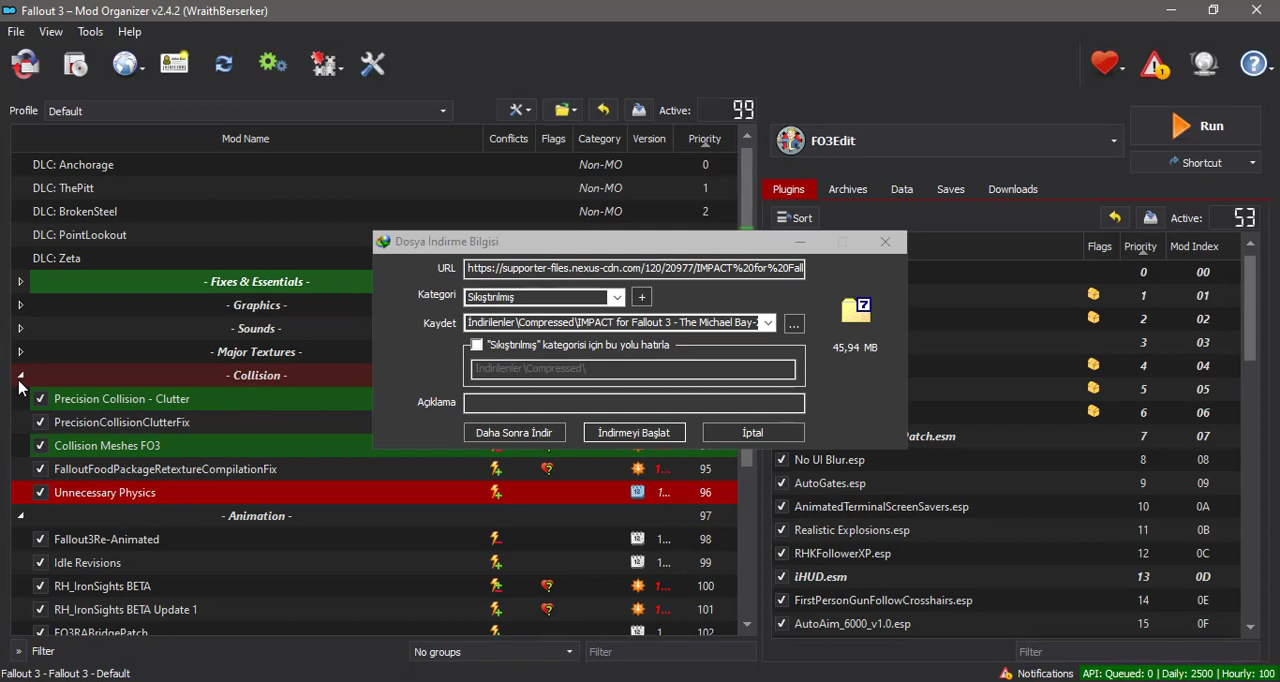 Fallout 3 – Mod Organizer v2.4.2 (WraithBerserker)
File View Tools Help
Profile Default Active: 99
Mod Name Conflicts Flags Category Version Priority
DLC: Anchorage Non-MO 0
DLC: ThePitt Non-MO 1
DLC: BrokenSteel Non-MO 2
DLC: PointLookout
DLC: Zeta
- Fixes & Essentials -
- Graphics -
- Sounds -
- Major Textures -
- Collision -
Precision Collision - Clutter
PrecisionCollisionClutterFix
Collision Meshes FO3
FalloutFoodPackageRetextureCompilationFix 1... 95
Unnecessary Physics 1... 96
- Animation - 97
Fallout3Re-Animated 1... 98
Idle Revisions 1... 99
RH_IronSights BETA 1... 100
RH_IronSights BETA Update 1 1... 101
FO3RABridgePatch 1 102
» Filter No groups Filter
Fallout 3 - Fallout 3 - Default
Dosya İndirme Bilgisi
URL https://supporter-files.nexus-cdn.com/120/20977/IMPACT%20for%20Fall
Kategori Sıkıştırılmış +
Kaydet İndirilenler\Compressed\IMPACT for Fallout 3 - The Michael Bay- ...
"Sıkıştırılmış" kategorisi için bu yolu hatırla
İndirilenler\Compressed\
Açıklama
Daha Sonra İndir İndirmeyi Başlat İptal
7
45,94 MB
1
FO3Edit Run
Shortcut
Plugins Archives Data Saves Downloads
Sort Active: 53
Flags Priority Mod Index
0 00
1 01
2 02
3 03
4 04
5 05
6 06
Patch.esm 7 07
No UI Blur.esp 8 08
AutoGates.esp 9 09
AnimatedTerminalScreenSavers.esp 10 0A
Realistic Explosions.esp 11 0B
RHKFollowerXP.esp 12 0C
iHUD.esm 13 0D
FirstPersonGunFollowCrosshairs.esp 14 0E
AutoAim_6000_v1.0.esp 15 0F
Filter
Notifications API: Queued: 0 | Daily: 2500 | Hourly: 100